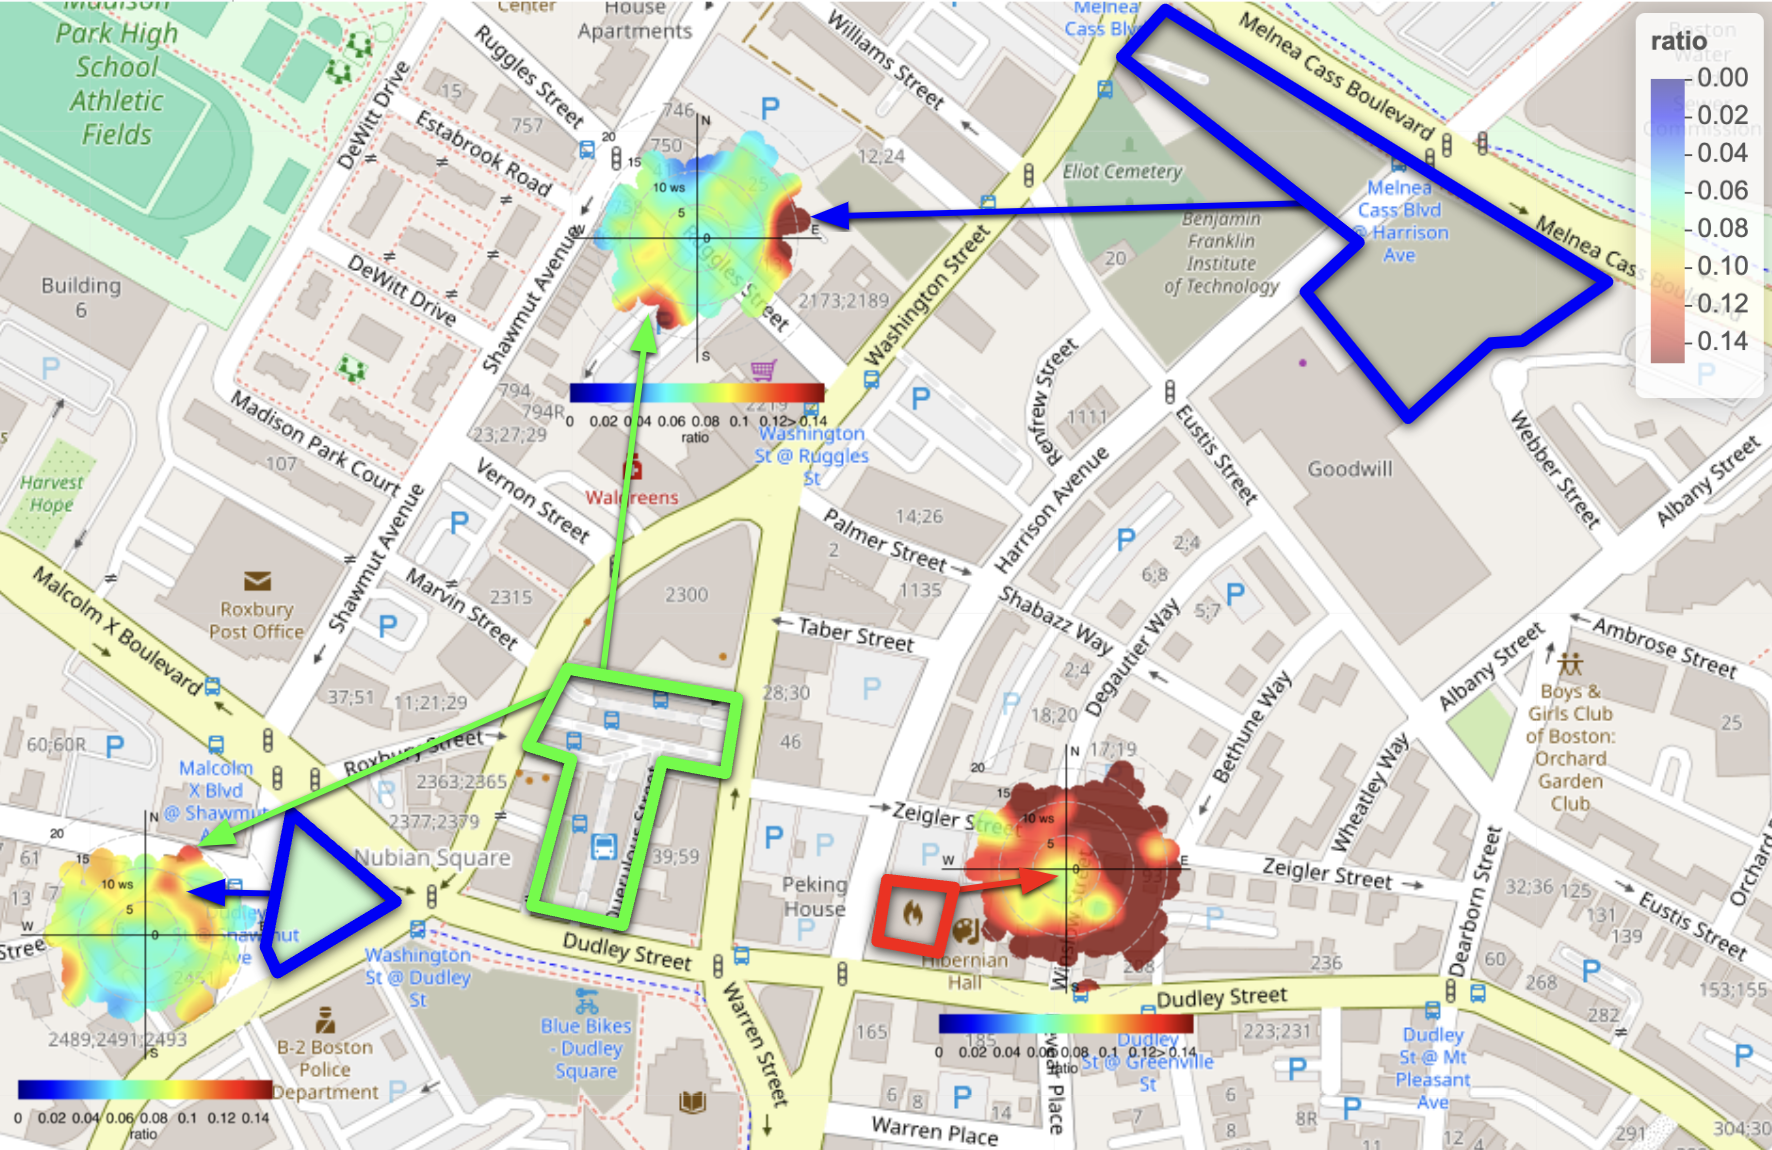 Madison
Park High
School
Athletic
Fields
Center
House
Apartments
Melnea
Cass Blvd
Williams Street
Ruggles Street
DeWitt Drive
15
757
Estabrook Road
746
750
12;24
Eliot Cemetery
Melnea Cass Boulevard
Melnea
Cass Blvd
@ Harrison
Ave
Benjamin
Franklin
Institute
of Technology
20
ratio
0.00
0.02
0.04
0.06
0.08
0.10
0.12
0.14
N
20
15
10 ws
5
0
E
W
S
25
758
Ruggles Street
2173;2189
Washington Street
Building
6
DeWitt Drive
Shawmut Avenue
794
794R
23;27;29
0 0.02 0.04 0.06 0.08 0.1 0.12 > 0.14
ratio
2219
Washington
St @ Ruggles
St
Walgreens
Renfrew Street
1111
Eustis Street
Goodwill
Webber Street
Albany Street
Madison Park Court
107
Harvest
Hope
Vernon Street
Shawmut Avenue
14;26
Palmer Street
2
1135
Harrison Avenue
2;4
6;8
5;7
Malcolm X Boulevard
Roxbury
Post Office
Marvin Street
2315
2300
Taber Street
Shabazz Way
Degautier Way
2;4
18;20
17;19
Bethune Way
Wheatley Way
Albany Street
Ambrose Street
Boys &
Girls Club
of Boston:
Orchard
Garden
Club
25
37;51
11;21;29
Roxbury Street
28;30
46
60;60R
Malcolm
X Blvd
@ Shawmut
2363;2365
2377;2379
Nubian Square
39;59
Zeigler Street
Zeigler Street
Peking
House
Hibernian
Hall
N
20
15
10 ws
5
0
W
E
S
Dearborn Street
32;36
125
131
139
Eustis Street
Orchard
N
20
15
10 ws
5
0
W
S
61
13
Dudley
St @ Shawmut
Ave
2451
Street
Washington
St @ Dudley
St
Dudley Street
Warren Street
236
60
268
282
153;155
Dudley Street
2489;2491;2493
B-2 Boston
Police
Department
Blue Bikes
- Dudley
Square
165
185
0 0.02 0.04 0.06 0.08 0.1 0.12 > 0.14
ratio
Dudley
St @ Greenville
St
223;231
Dudley
St @ Mt
Pleasant
Ave
0 0.02 0.04 0.06 0.08 0.1 0.12 > 0.14
ratio
6
8
14
Warren Place
7
6
8
8R
11
12
4
291